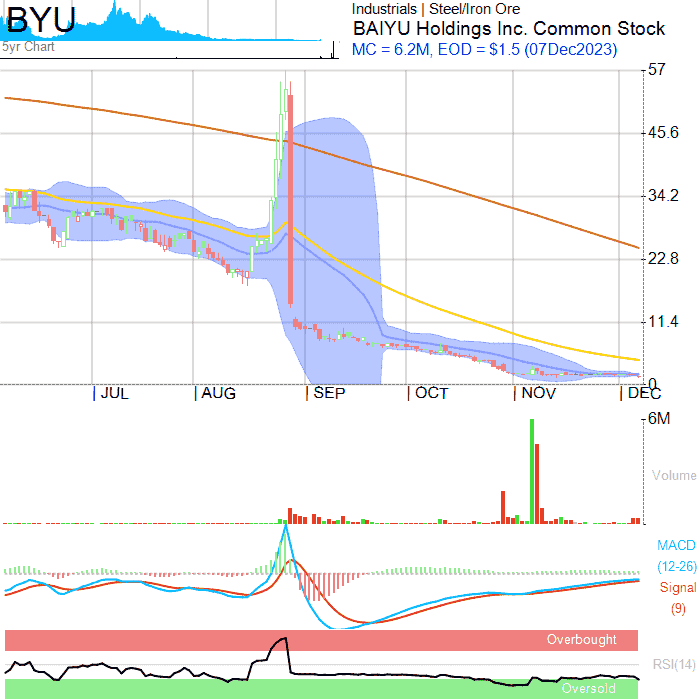 BYU
Industrials | Steel/Iron Ore
BAIYU Holdings Inc. Common Stock
5yr Chart
MC = 6.2M, EOD = $1.5 (07Dec2023)
57
45.6
34.2
22.8
11.4
0
JUL
AUG
SEP
OCT
NOV
DEC
6M
Volume
MACD
(12-26)
Signal
(9)
Overbought
RSI(14)
Oversold